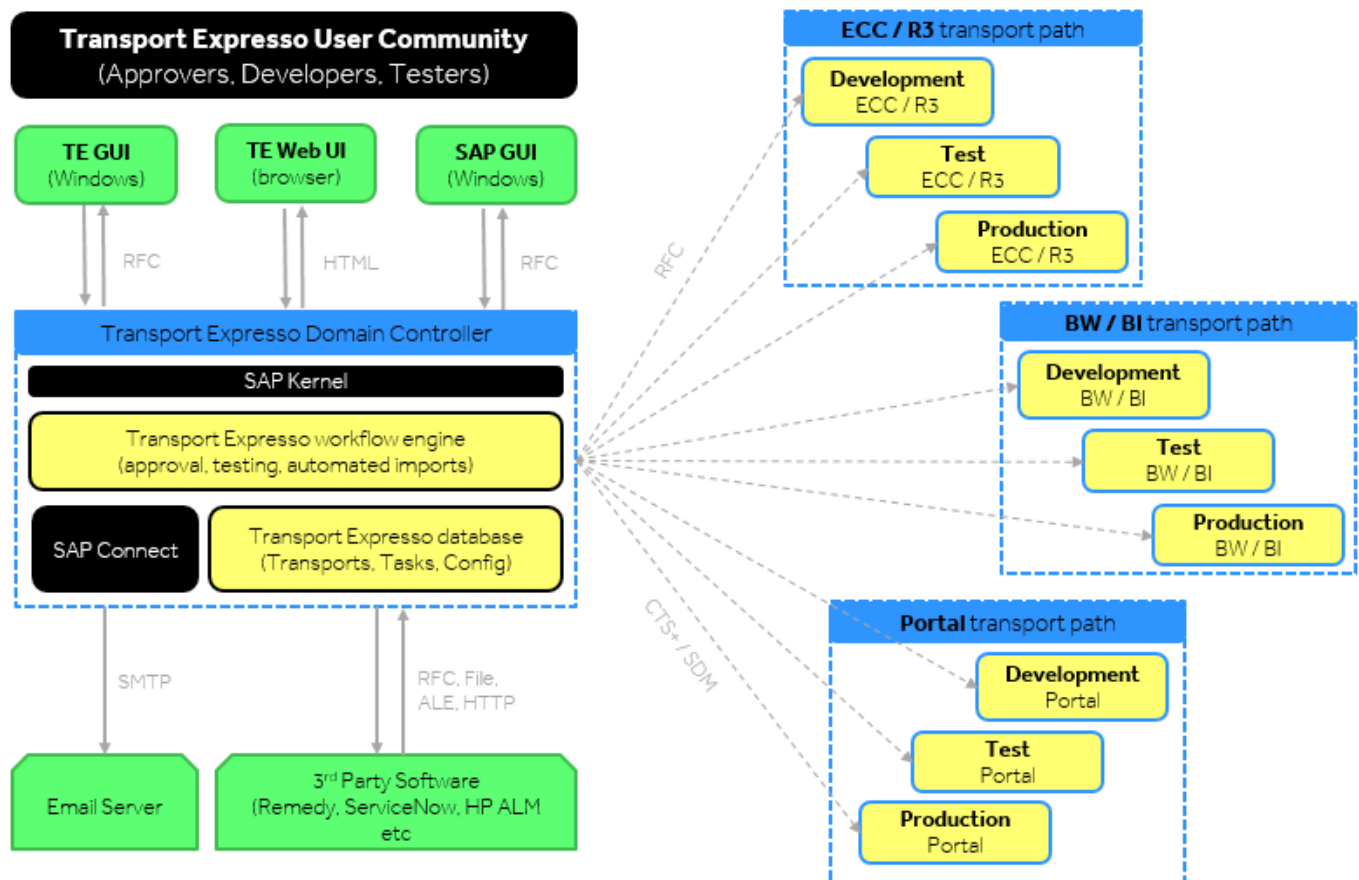 Transport Expresso User Community
(Approvers, Developers, Testers)
TE GUI
(Windows)
TE Web UI
(browser)
SAP GUI
(Windows)
RFC
HTML
RFC
Transport Expresso Domain Controller
SAP Kernel
Transport Expresso workflow engine
(approval, testing, automated imports)
SAP Connect
Transport Expresso database
(Transports, Tasks, Config)
SMTP
RFC, File,
ALE, HTTP
Email Server
3rd Party Software
(Remedy, ServiceNow, HP ALM
etc
RFC
CTS+ / SDM
ECC / R3 transport path
Development
ECC / R3
Test
ECC / R3
Production
ECC / R3
BW / BI transport path
Development
BW / BI
Test
BW / BI
Production
BW / BI
Portal transport path
Development
Portal
Test
Portal
Production
Portal